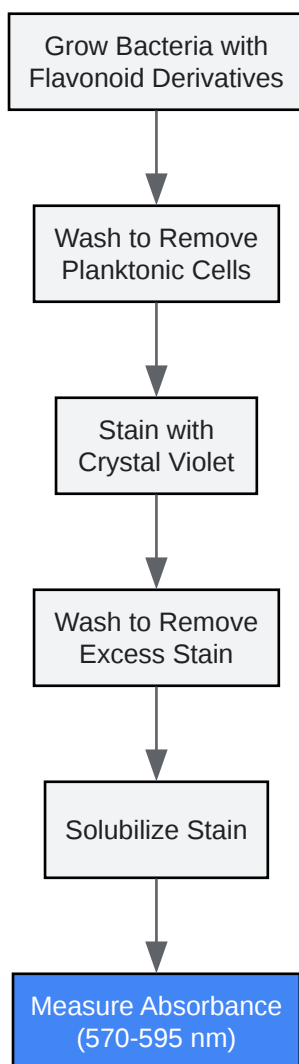 Grow Bacteria with
Flavonoid Derivatives
Wash to Remove
Planktonic Cells
Stain with
Crystal Violet
Wash to Remove
Excess Stain
Solubilize Stain
Measure Absorbance
(570-595 nm)